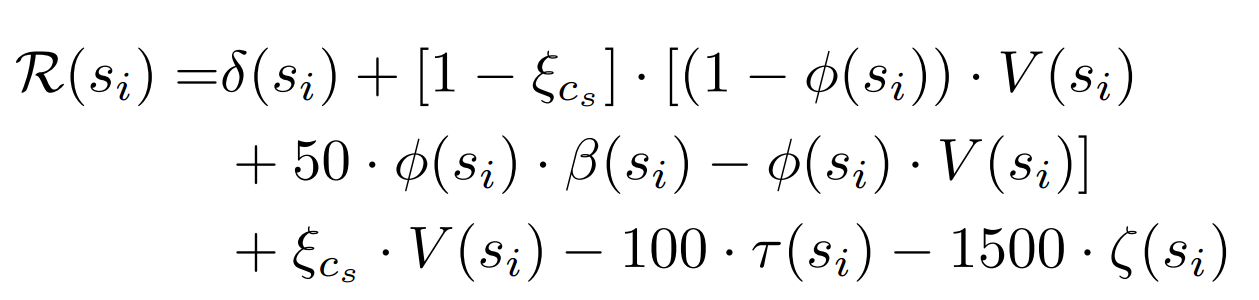 ℛ(sᵢ) =δ(sᵢ) + [1 − ξ_{c_s}] · [(1 − ϕ(sᵢ)) · V(sᵢ)
+ 50 · ϕ(sᵢ) · β(sᵢ) − ϕ(sᵢ) · V(sᵢ)]
+ ξ_{c_s} · V(sᵢ) − 100 · τ(sᵢ) − 1500 · ζ(sᵢ)